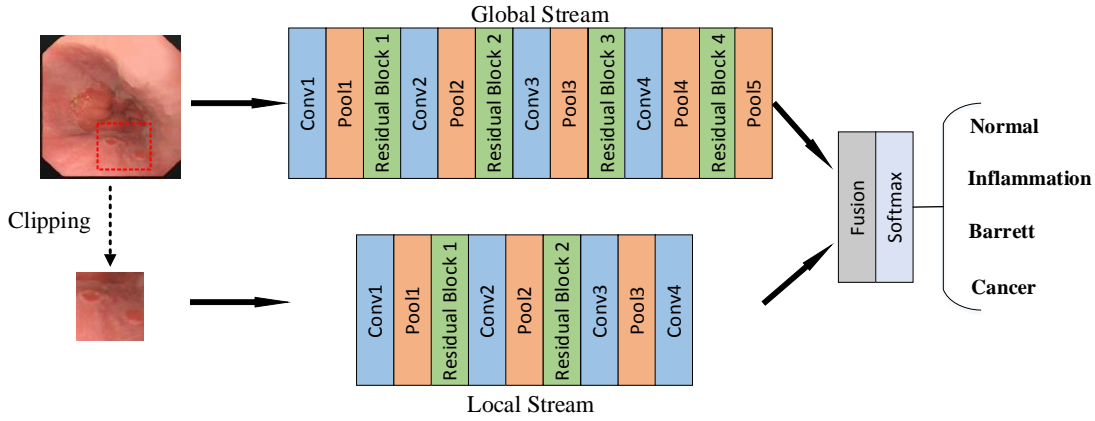 Global Stream
Conv1
Pool1
Residual Block 1
Conv2
Pool2
Residual Block 2
Conv3
Pool3
Residual Block 3
Conv4
Pool4
Residual Block 4
Pool5
Clipping
Conv1
Pool1
Residual Block 1
Conv2
Pool2
Residual Block 2
Conv3
Pool3
Conv4
Local Stream
Fusion
Softmax
Normal
Inflammation
Barrett
Cancer